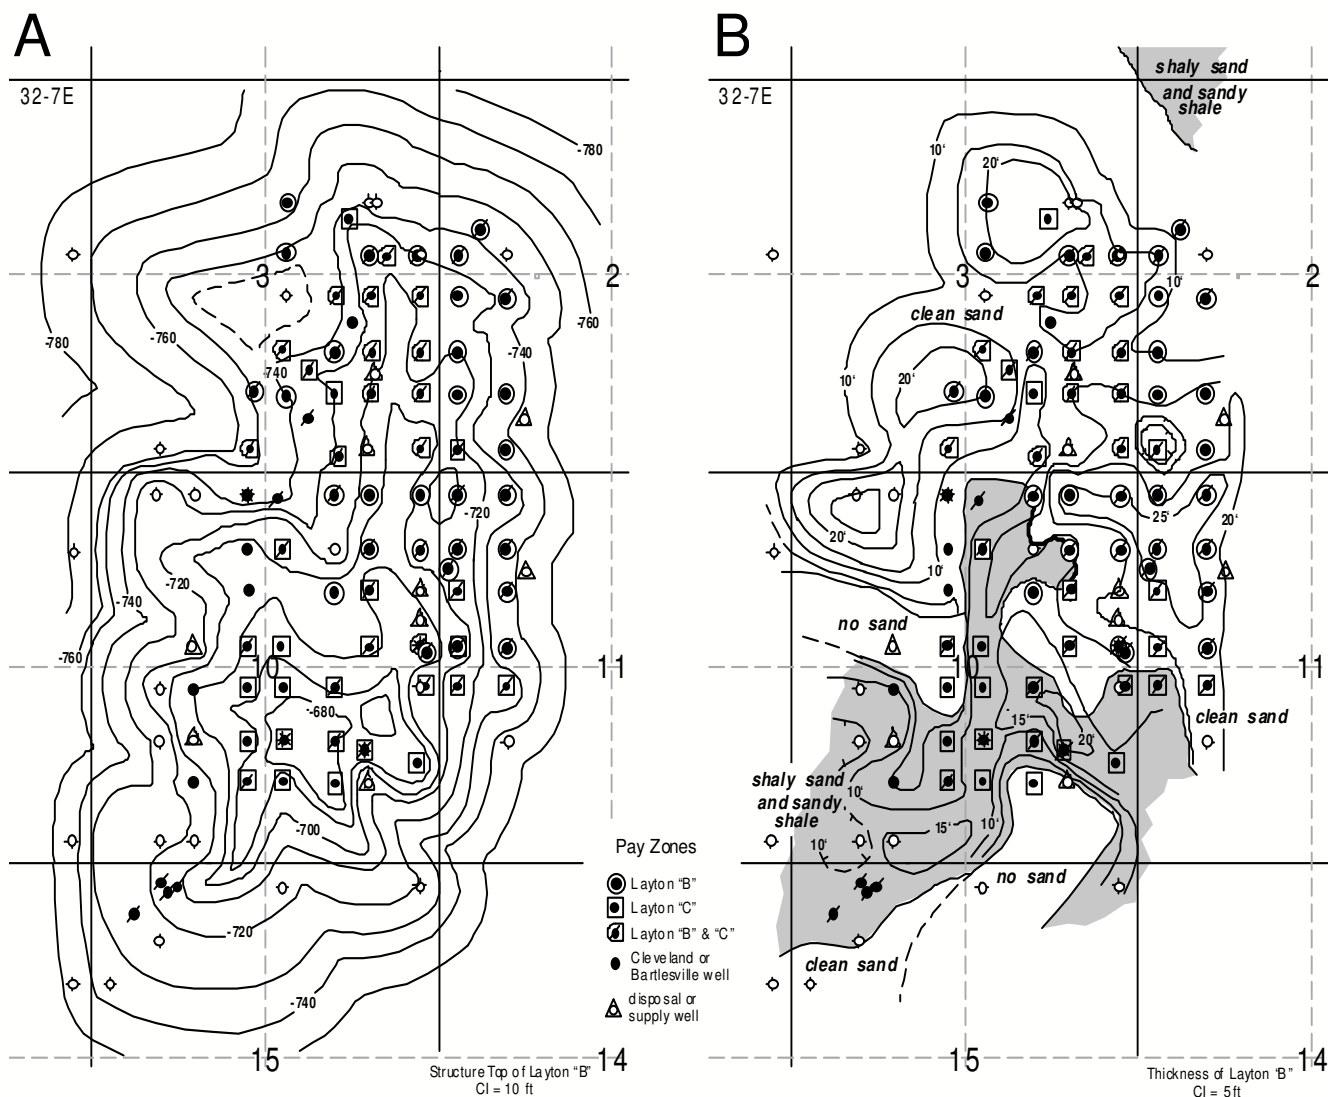 A
32-7E
-780
3
2
-760
-760
-780
-740
-740
-720
-720
-740
-760
10
11
-680
-700
-720
-740
15
14
Structure Top of Layton "B"
CI = 10 ft
Pay Zones
Layton "B"
Layton "C"
Layton "B" & "C"
Cleveland or
Bartlesville well
disposal or
supply well
B
32-7E
shaly sand
and sandy
shale
10'
20'
3
2
10'
clean sand
10'
20'
25'
20'
20'
10'
no sand
10
11
15'
20'
clean sand
shaly sand
and sandy
shale
10'
15'
10'
10'
no sand
clean sand
15
14
Thickness of Layton "B"
CI = 5 ft